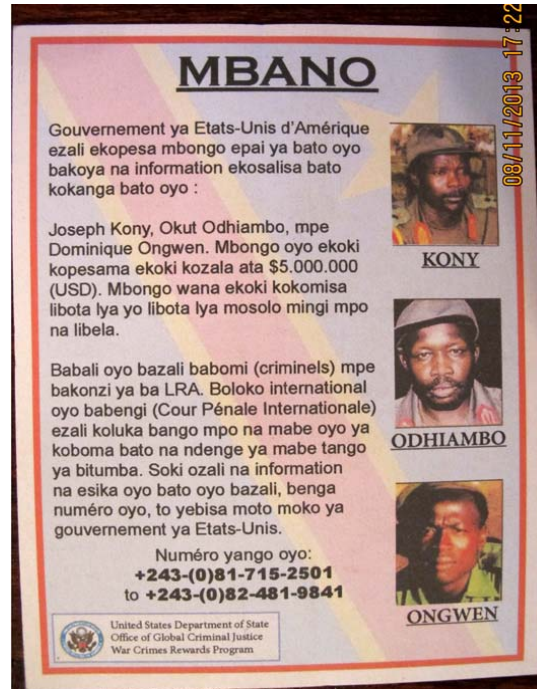 08/11/2013 17:22
MBANO
Gouvernement ya Etats-Unis d'Amérique
ezali ekopesa mbongo epai ya bato oyo
bakoya na information ekosalisa bato
kokanga bato oyo :
Joseph Kony, Okut Odhiambo, mpe
Dominique Ongwen. Mbongo oyo ekoki
kopesama ekoki kozala ata $5.000.000
(USD). Mbongo wana ekoki kokomisa
libota lya yo libota lya mosolo mingi mpo
na libela.
Babali oyo bazali babomi (criminels) mpe
bakonzi ya ba LRA. Boloko international
oyo babengi (Cour Pénale Internationale)
ezali koluka bango mpo na mabe oyo ya
koboma bato na ndenge ya mabe tango
ya bitumba. Soki ozali na information
na esika oyo bato oyo bazali, benga
numéro oyo, to yebisa moto moko ya
gouvernement ya Etats-Unis.
Numéro yango oyo:
+243-(0)81-715-2501
to +243-(0)82-481-9841
KONY
ODHIAMBO
ONGWEN
United States Department of State
Office of Global Criminal Justice
War Crimes Rewards Program